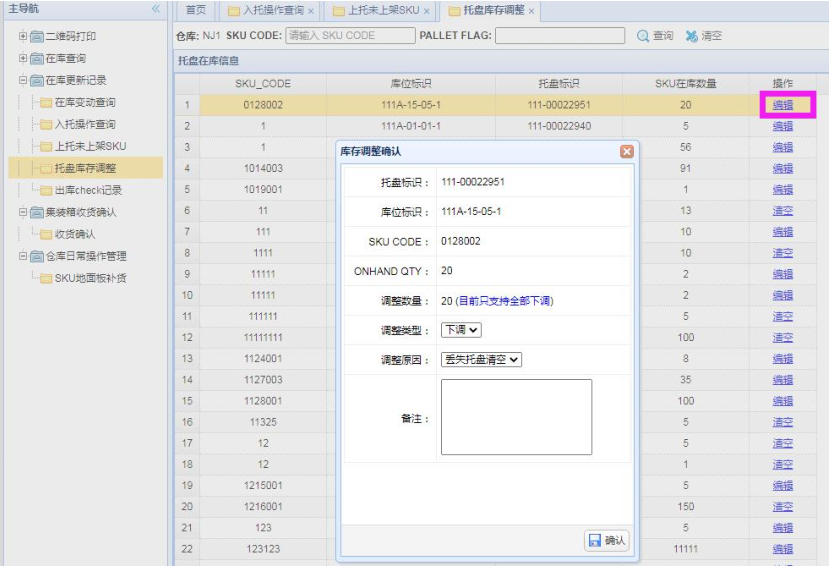 主导航
二维码打印
在库查询
在库更新记录
在库变动查询
入托操作查询
上托未上架SKU
托盘库存调整
出库check记录
集装箱收货确认
收货确认
仓库日常操作管理
SKU地面板补货
首页 入托操作查询 × 上托未上架SKU × 托盘库存调整 ×
仓库: NJ1 SKU CODE: 请输入 SKU CODE PALLET FLAG: 查询 清空
托盘在库信息
SKU_CODE 库位标识 托盘标识 SKU在库数量 操作
1 0128002 111A-15-05-1 111-00022951 20 编辑
2 1 111A-01-01-1 111-00022940 5 编辑
3 1 56 编辑
4 1014003 91 编辑
5 1019001 1 编辑
6 11 13 清空
7 111 10 编辑
8 1111 10 清空
9 11111 2 编辑
10 11111 2 编辑
11 111111 5 清空
12 11111111 100 清空
13 1124001 8 编辑
14 1127003 35 编辑
15 1128001 100 编辑
16 11325 5 清空
17 12 5 清空
18 12 1 清空
19 1215001 5 编辑
20 1216001 150 清空
21 123 5 编辑
22 123123 11111 编辑
库存调整确认
托盘标识： 111-00022951
库位标识： 111A-15-05-1
SKU CODE： 0128002
ONHAND QTY： 20
调整数量： 20 (目前只支持全部下调)
调整类型： 下调
调整原因： 丢失托盘清空
备注：
确认